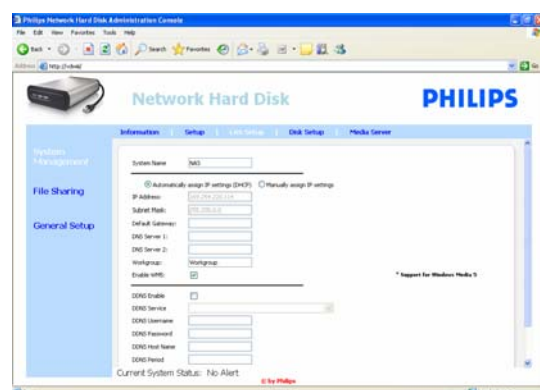 Philips Network Hard Disk Administration Console
File Edit View Favorites Tools Help
Back Search Favorites
Address
Network Hard Disk PHILIPS
Information | Setup | LAN Setup | Disk Setup | Media Server
System Management
File Sharing
General Setup
System Name NAS
Automatically assign IP settings (DHCP) Manually assign IP settings
IP Address:
Subnet Mask:
Default Gateway:
DNS Server 1:
DNS Server 2:
Workgroup: Workgroup
Enable WMS: * Support for Windows Media
DDNS Enable
DDNS Service
DDNS Username
DDNS Password
DDNS Host Name
DDNS Period
Current System Status: No Alert
© by Philips